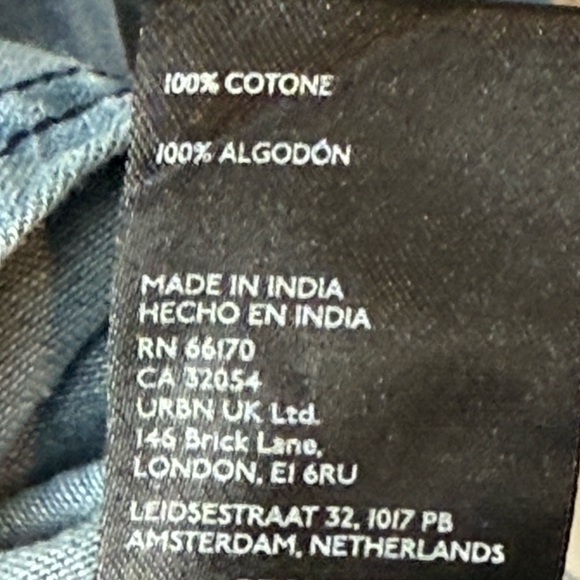 100% COTONE
100% ALGODÓN
MADE IN INDIA
HECHO EN INDIA
RN 66170
CA 32054
URBN UK Ltd.
146 Brick Lane,
LONDON, E1 6RU
LEIDSESTRAAT 32, 1017 PB
AMSTERDAM, NETHERLANDS